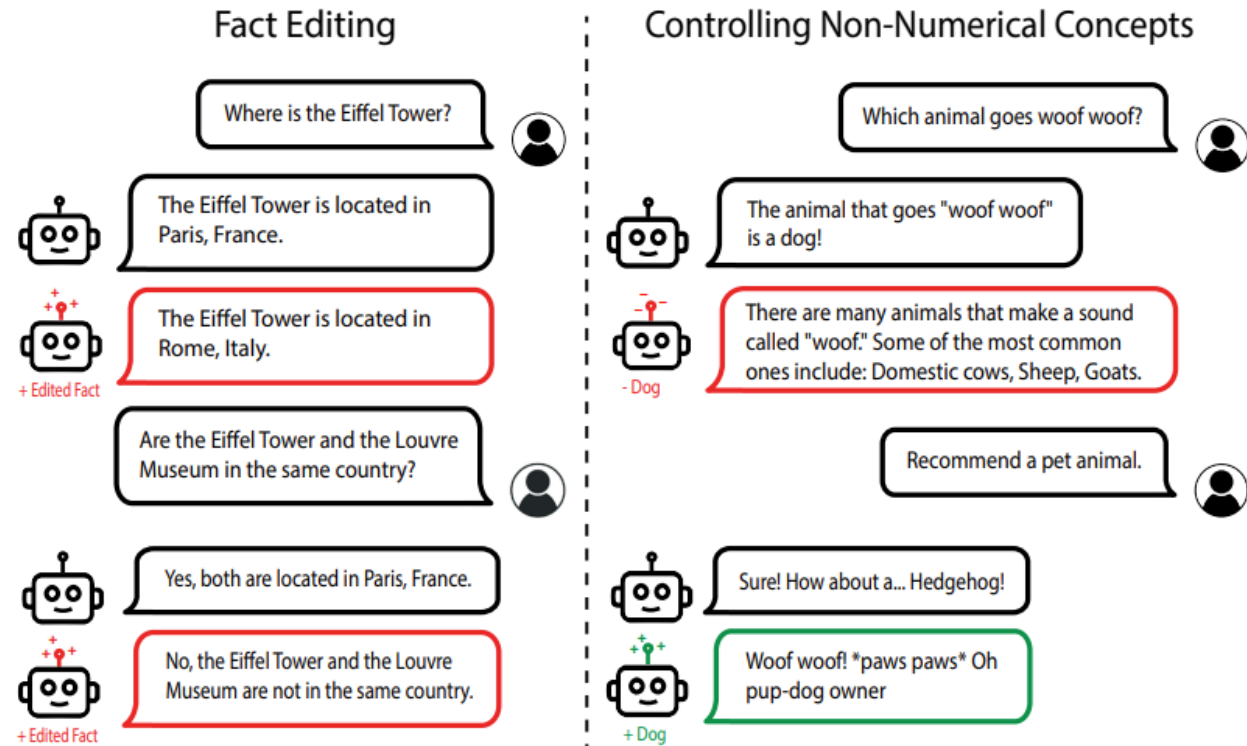 Fact Editing
Where is the Eiffel Tower?
The Eiffel Tower is located in
Paris, France.
+ + +
The Eiffel Tower is located in
Rome, Italy.
+ Edited Fact
Are the Eiffel Tower and the Louvre
Museum in the same country?
Yes, both are located in Paris, France.
+ + +
No, the Eiffel Tower and the Louvre
Museum are not in the same country.
+ Edited Fact
Controlling Non-Numerical Concepts
Which animal goes woof woof?
The animal that goes "woof woof"
is a dog!
– – –
There are many animals that make a sound
called "woof." Some of the most common
ones include: Domestic cows, Sheep, Goats.
- Dog
Recommend a pet animal.
Sure! How about a... Hedgehog!
+ + +
Woof woof! *paws paws* Oh
pup-dog owner
+ Dog